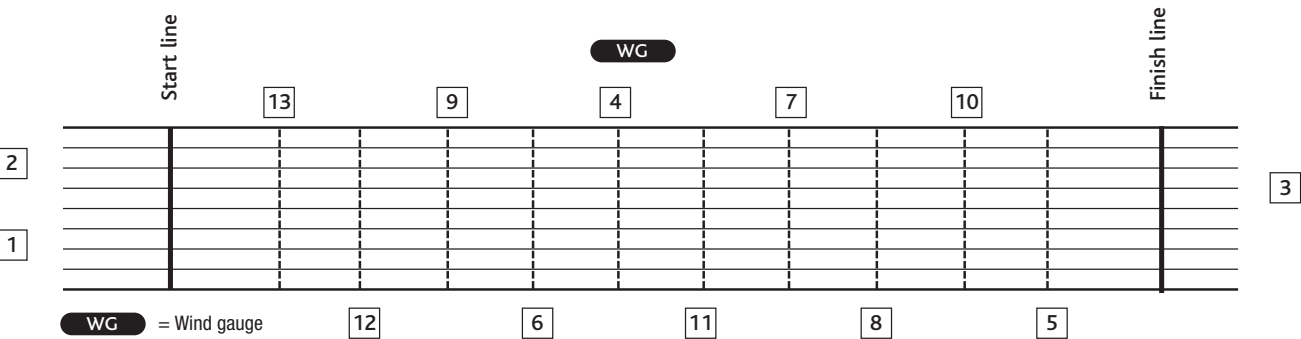 Start line
Finish line
WG
13 9 4 7 10
2
3
1
WG = Wind gauge
12 6 11 8 5